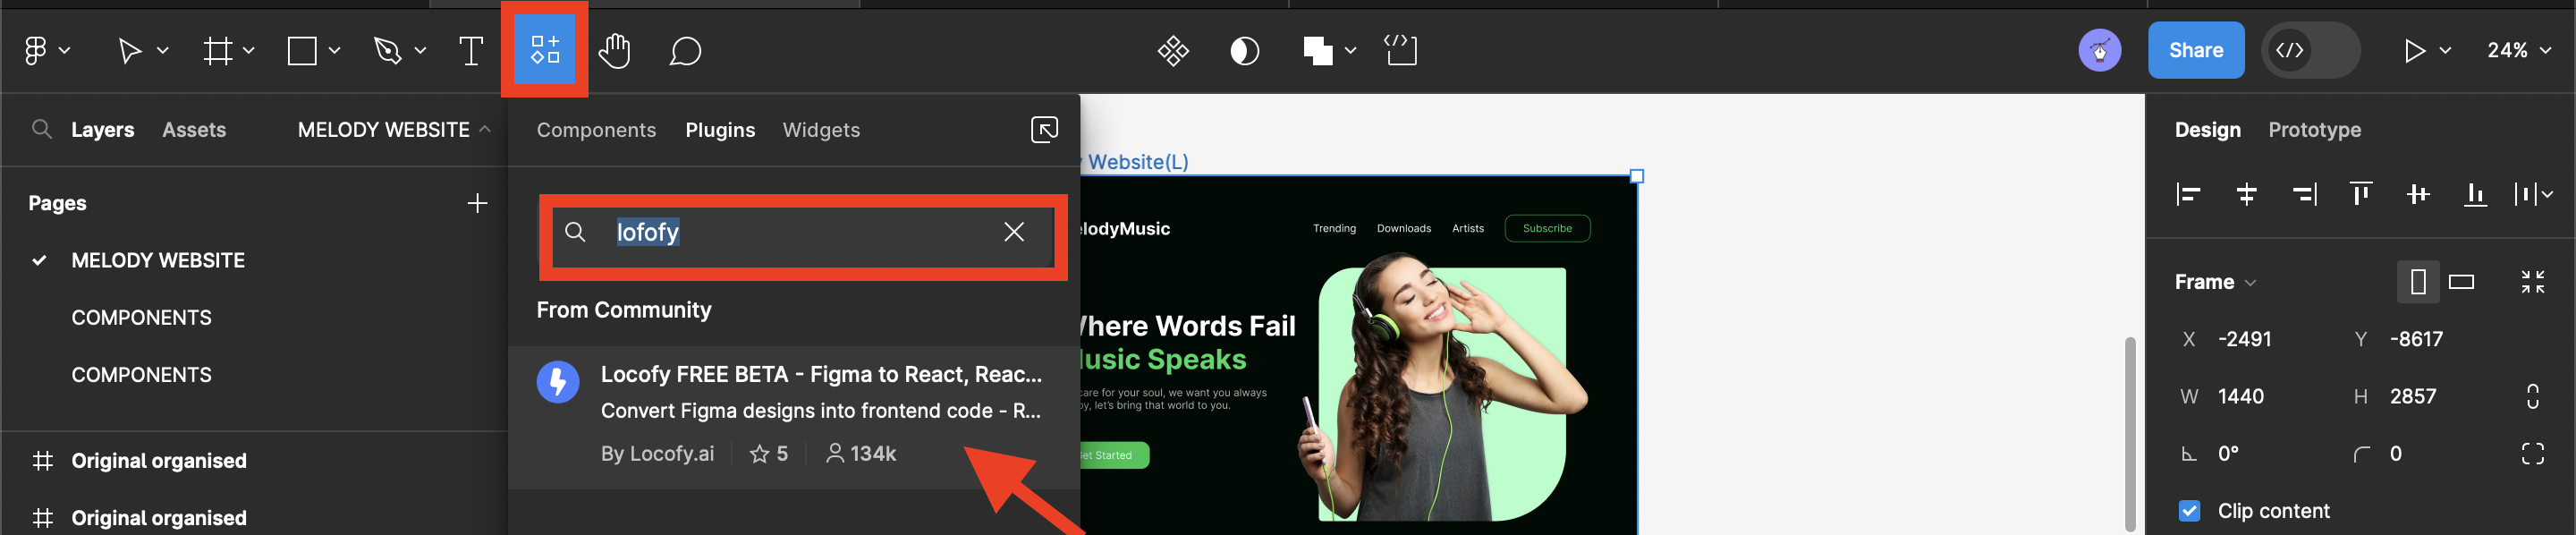 Share
24%
Layers
Assets
MELODY WEBSITE
Components
Plugins
Widgets
Design
Prototype
Website(L)
Pages
MELODY WEBSITE
COMPONENTS
COMPONENTS
Original organised
Original organised
lofofy
From Community
Locofy FREE BETA - Figma to React, Reac...
Convert Figma designs into frontend code - R...
By Locofy.ai
5
134k
elodyMusic
Trending
Downloads
Artists
Subscribe
here Words Fail
usic Speaks
care for your soul, we want you always
y, let's bring that world to you.
et Started
Frame
X -2491
Y -8617
W 1440
H 2857
0°
0
Clip content